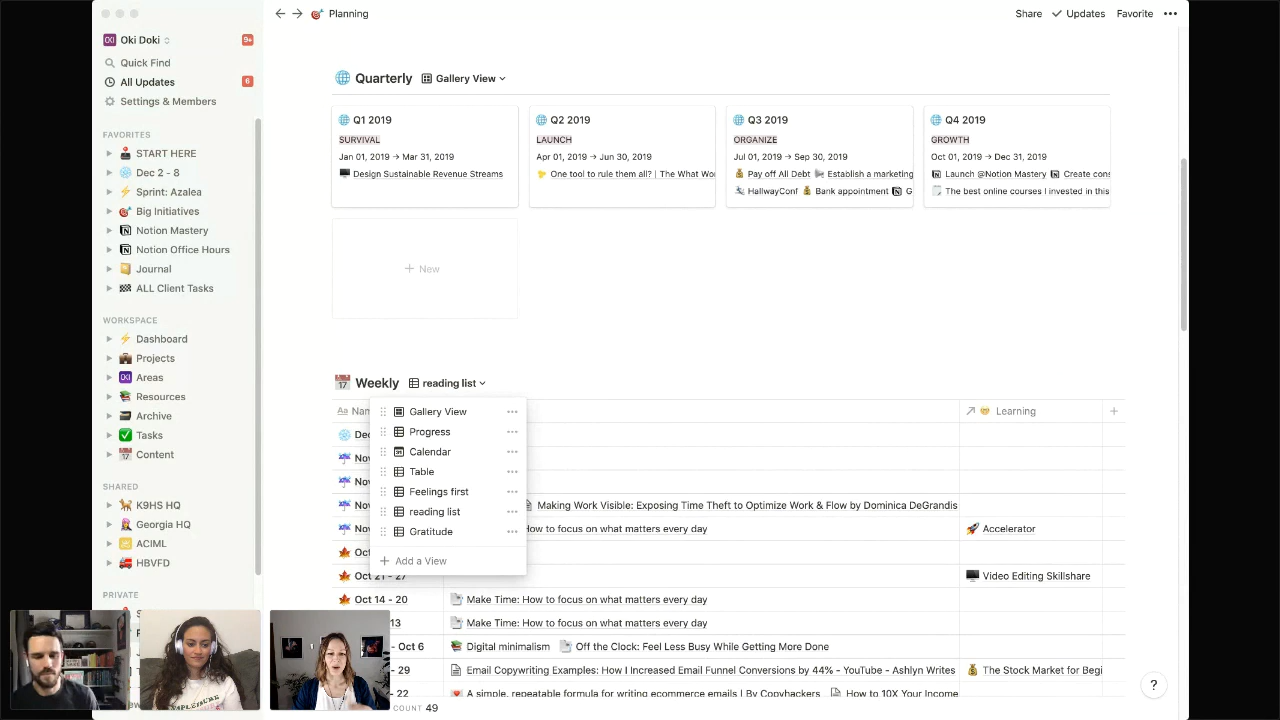 Oki Doki 9+
Quick Find
All Updates 6
Settings & Members
FAVORITES
START HERE
Dec 2 - 8
Sprint: Azalea
Big Initiatives
Notion Mastery
Notion Office Hours
Journal
ALL Client Tasks
WORKSPACE
Dashboard
Projects
Areas
Resources
Archive
Tasks
Content
SHARED
K9HS HQ
Georgia HQ
ACIML
HBVFD
PRIVATE
Planning
Share Updates Favorite
Quarterly Gallery View
Q1 2019
SURVIVAL
Jan 01, 2019 → Mar 31, 2019
Design Sustainable Revenue Streams
Q2 2019
LAUNCH
Apr 01, 2019 → Jun 30, 2019
One tool to rule them all? | The What Wor
Q3 2019
ORGANIZE
Jul 01, 2019 → Sep 30, 2019
Pay off All Debt Establish a marketing
HallwayConf Bank appointment G
Q4 2019
GROWTH
Oct 01, 2019 → Dec 31, 2019
Launch @Notion Mastery Create cons
The best online courses I invested in this
+ New
Weekly reading list
Aa Nam Learning +
Gallery View
Progress
Calendar
Table
Feelings first
reading list
Gratitude
+ Add a View
Dec
Nov
Nov
Nov Making Work Visible: Exposing Time Theft to Optimize Work & Flow by Dominica DeGrandis
Nov How to focus on what matters every day Accelerator
Oct
Oct 21 - 27 Video Editing Skillshare
Oct 14 - 20 Make Time: How to focus on what matters every day
13 Make Time: How to focus on what matters every day
- Oct 6 Digital minimalism Off the Clock: Feel Less Busy While Getting More Done
- 29 Email Copywriting Examples: How I Increased Email Funnel Conversions 44% - YouTube - Ashlyn Writes The Stock Market for Begi
- 22 A simple, repeatable formula for writing ecommerce emails | By Copyhackers How to 10X Your Income
COUNT 49
?